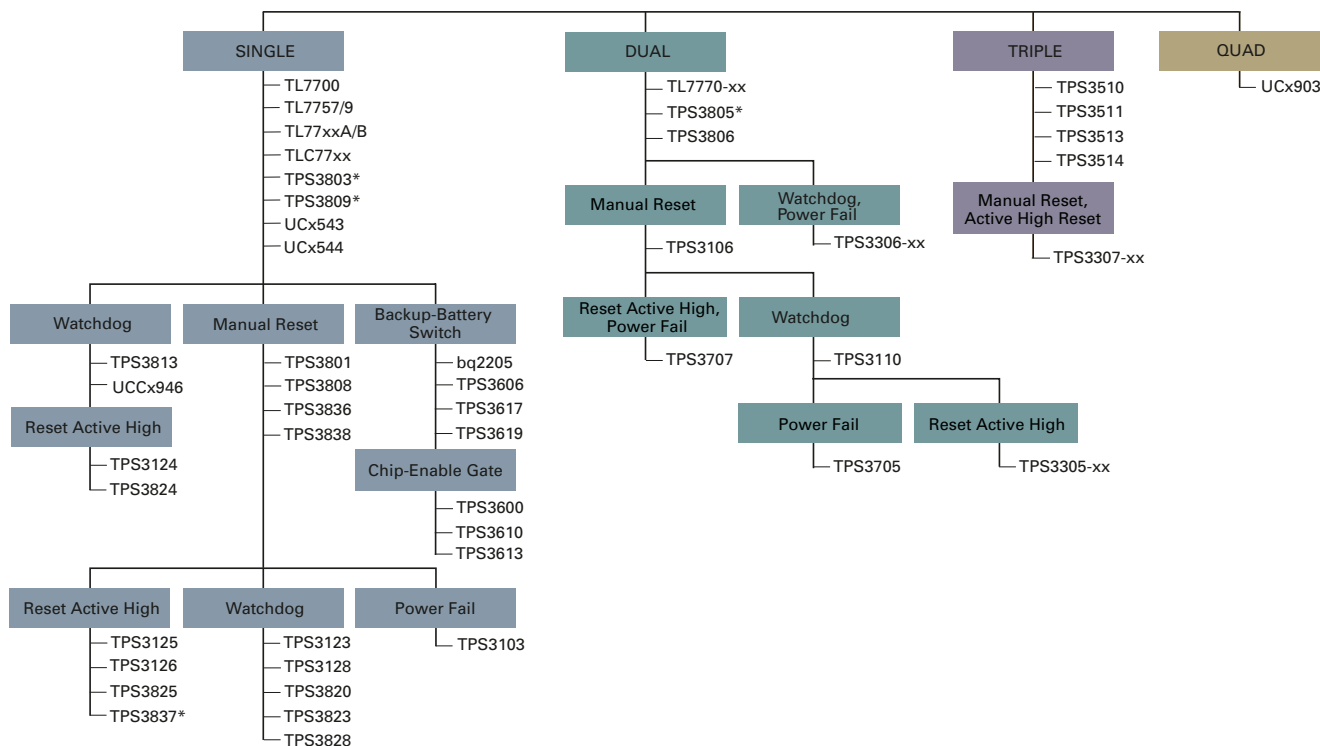 SINGLE
TL7700
TL7757/9
TL77xxA/B
TLC77xx
TPS3803*
TPS3809*
UCx543
UCx544
Watchdog
TPS3813
UCCx946
Reset Active High
TPS3124
TPS3824
Manual Reset
TPS3801
TPS3808
TPS3836
TPS3838
Backup-Battery
Switch
bq2205
TPS3606
TPS3617
TPS3619
Chip-Enable Gate
TPS3600
TPS3610
TPS3613
Reset Active High
TPS3125
TPS3126
TPS3825
TPS3837*
Watchdog
TPS3123
TPS3128
TPS3820
TPS3823
TPS3828
Power Fail
TPS3103
DUAL
TL7770-xx
TPS3805*
TPS3806
Manual Reset
TPS3106
Watchdog,
Power Fail
TPS3306-xx
Reset Active High,
Power Fail
TPS3707
Watchdog
TPS3110
Power Fail
TPS3705
Reset Active High
TPS3305-xx
TRIPLE
TPS3510
TPS3511
TPS3513
TPS3514
Manual Reset,
Active High Reset
TPS3307-xx
QUAD
UCx903